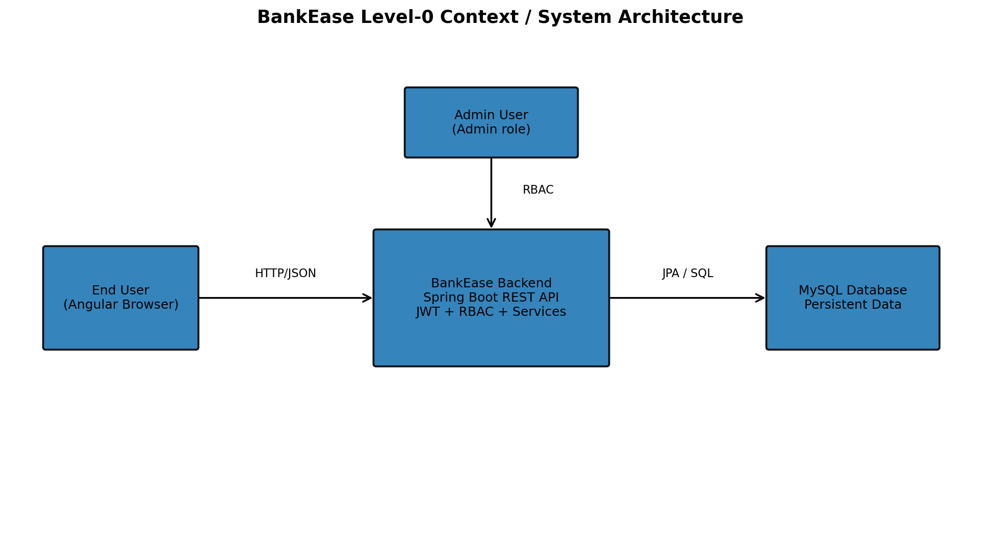 BankEase Level-0 Context / System Architecture
Admin User
(Admin role)
RBAC
End User
(Angular Browser)
HTTP/JSON
BankEase Backend
Spring Boot REST API
JWT + RBAC + Services
JPA / SQL
MySQL Database
Persistent Data